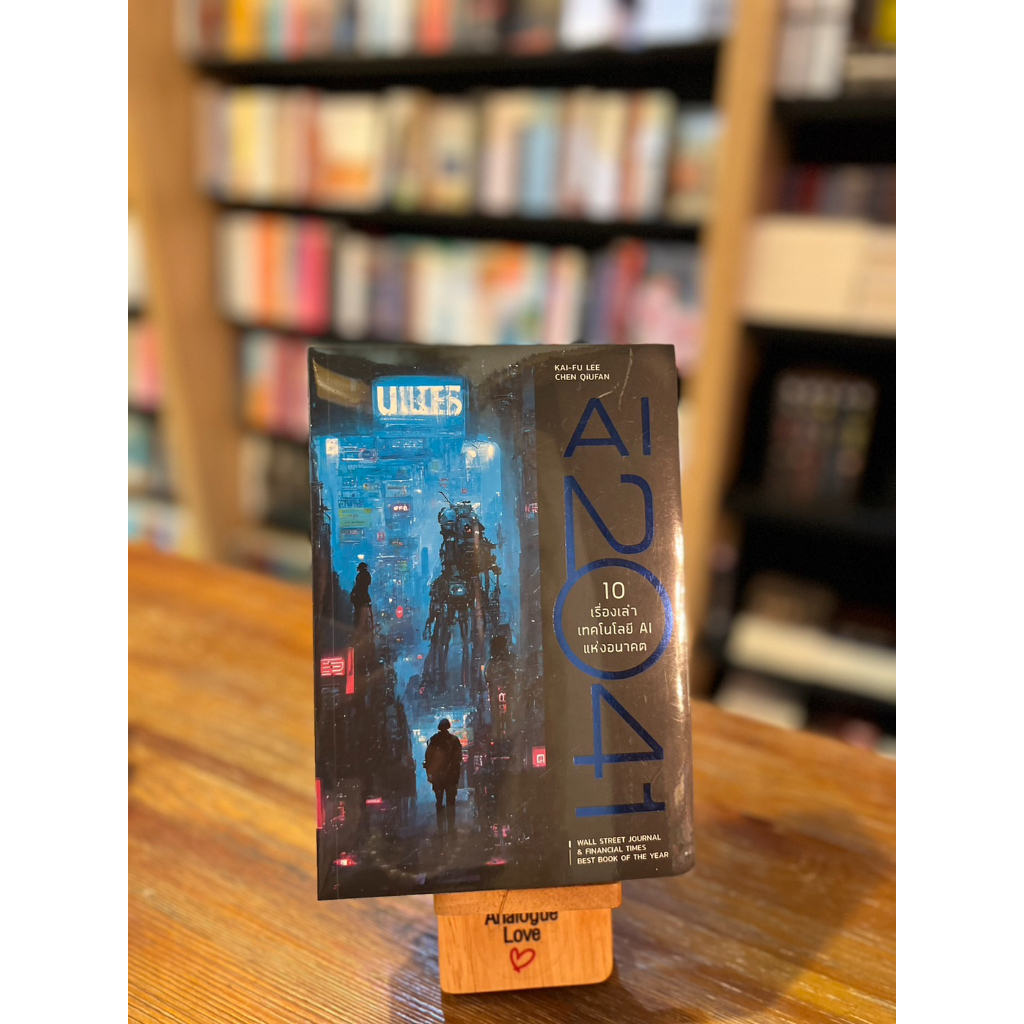 KAI-FU LEE
CHEN QIUFAN
AI 2041
10
เรื่องเล่า
เทคโนโลยี AI
แห่งอนาคต
WALL STREET JOURNAL
& FINANCIAL TIMES
BEST BOOK OF THE YEAR
Analogue
Love